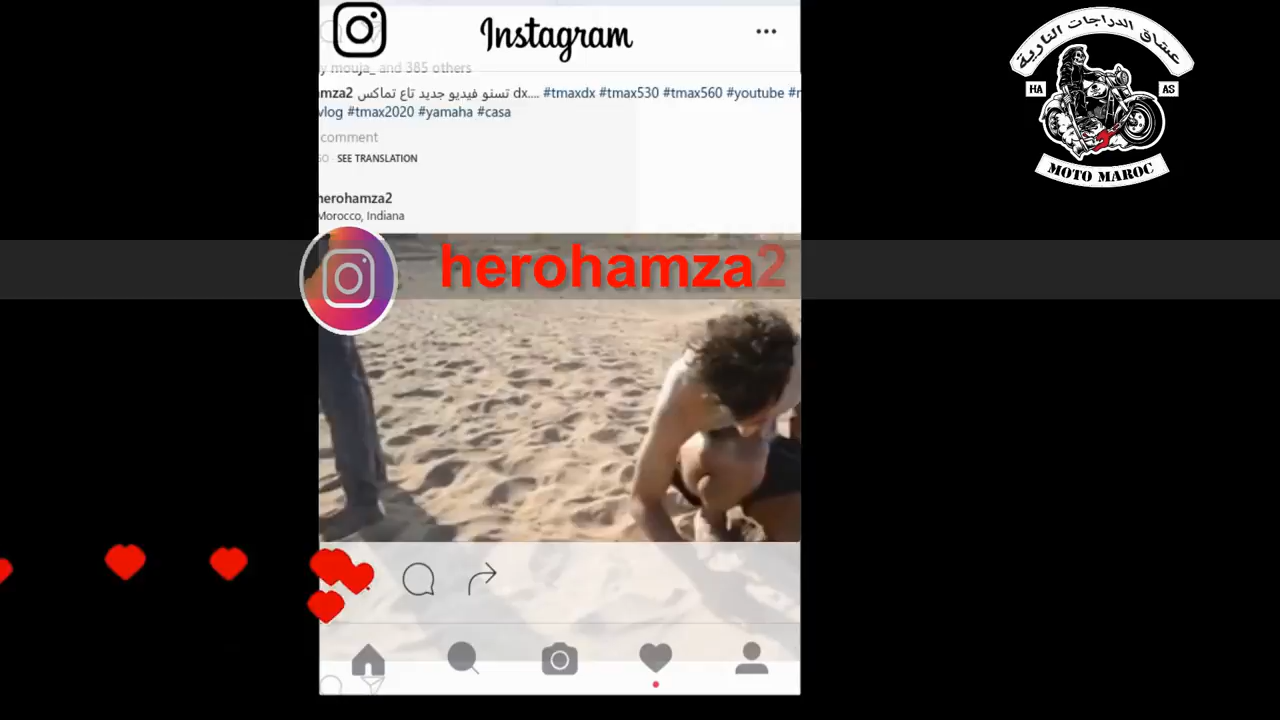 Instagram
عشاق الدراجات النارية
HA
AS
MOTO MAROC
y mouja_ and 385 others
mza2 تسنو فيديو جديد تاع تماكس dx.... #tmaxdx #tmax530 #tmax560 #youtube
vlog #tmax2020 #yamaha #casa
comment
SEE TRANSLATION
herohamza2
Morocco, Indiana
herohamza2